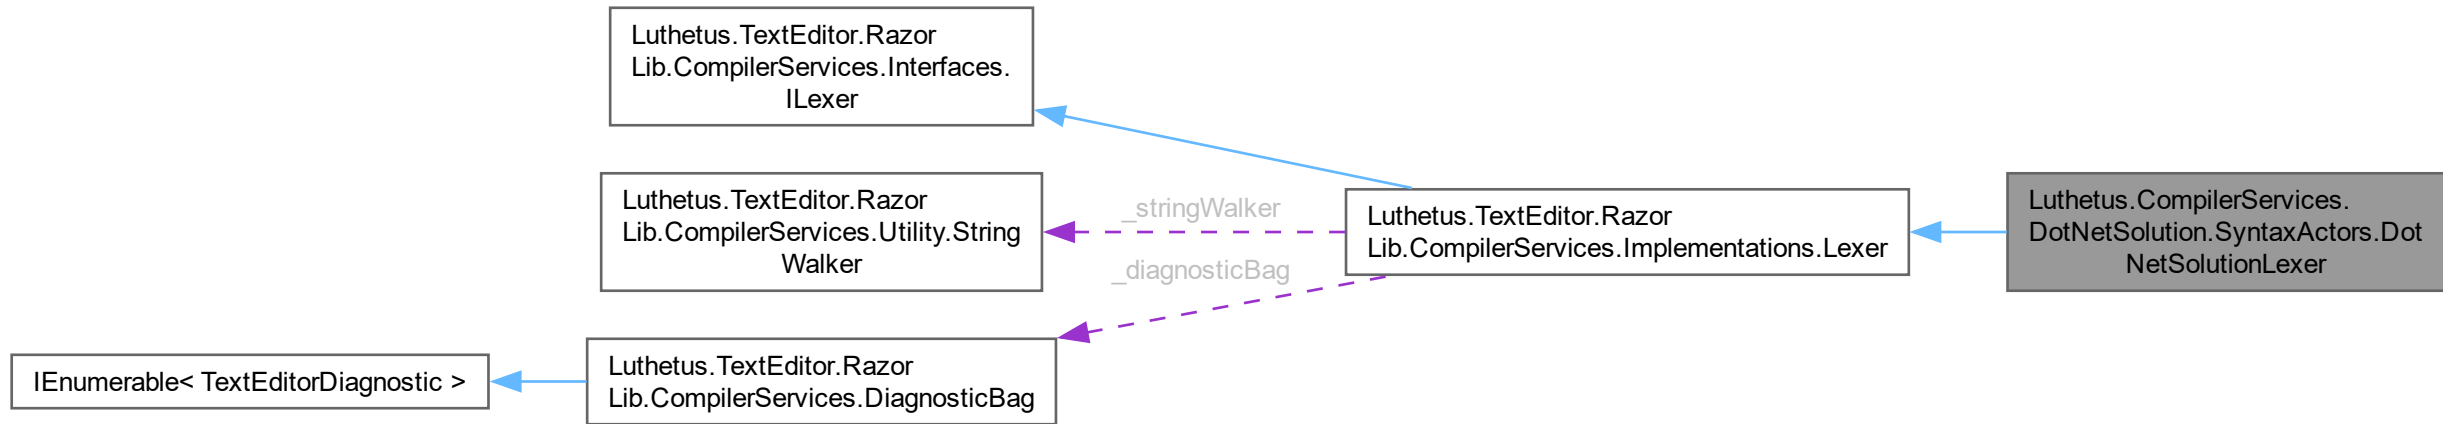 Luthetus.TextEditor.Razor
Lib.CompilerServices.Interfaces.
ILexer
Luthetus.TextEditor.Razor
Lib.CompilerServices.Utility.String
Walker
_stringWalker
_diagnosticBag
Luthetus.TextEditor.Razor
Lib.CompilerServices.Implementations.Lexer
Luthetus.CompilerServices.
DotNetSolution.SyntaxActors.Dot
NetSolutionLexer
IEnumerable< TextEditorDiagnostic >
Luthetus.TextEditor.Razor
Lib.CompilerServices.DiagnosticBag